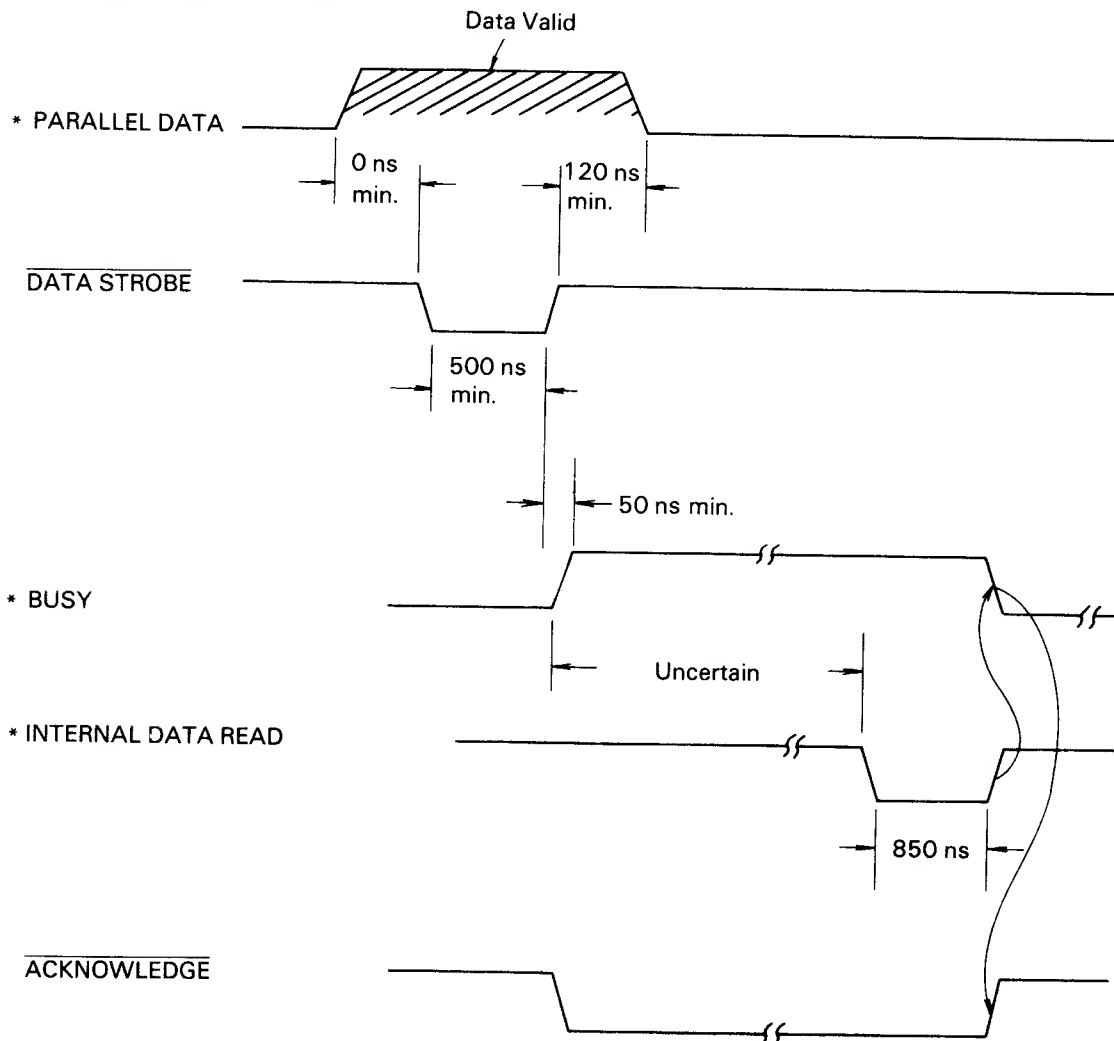 Data Valid
* PARALLEL DATA
0 ns
min.
120 ns
min.
DATA STROBE
500 ns
min.
50 ns min.
* BUSY
Uncertain
* INTERNAL DATA READ
850 ns
ACKNOWLEDGE